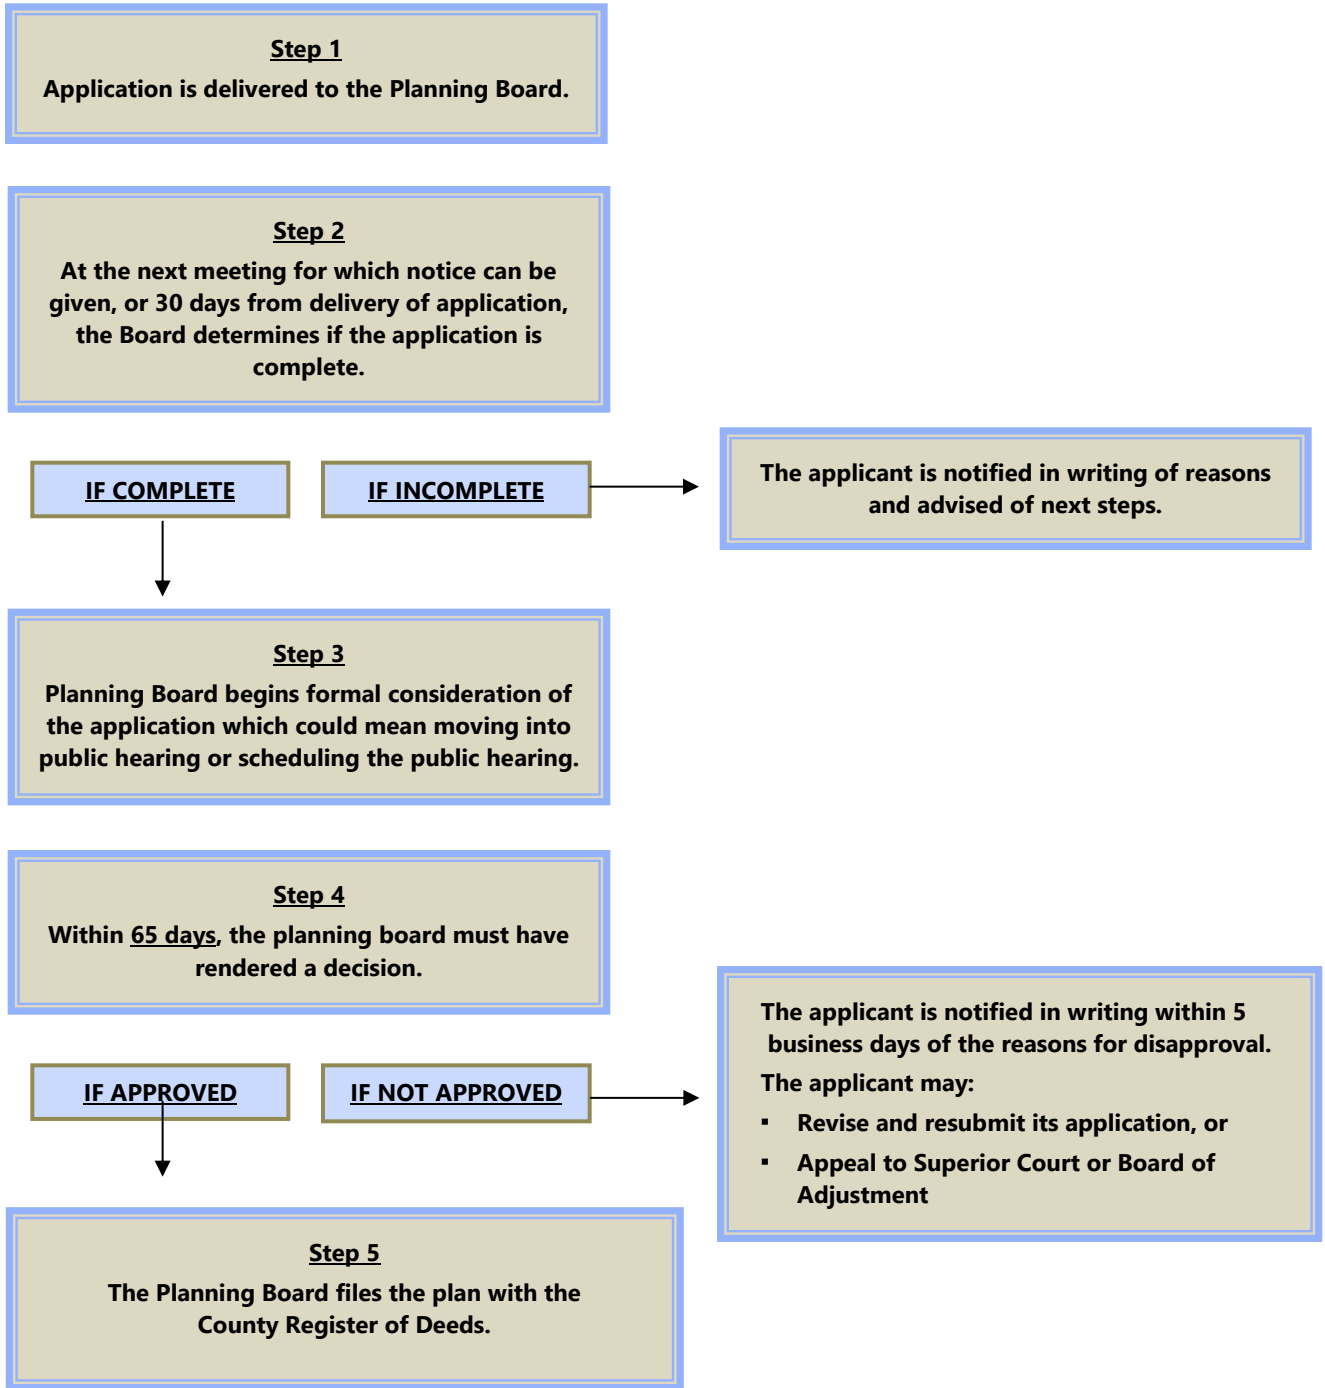 Step 1
Application is delivered to the Planning Board.
Step 2
At the next meeting for which notice can be
given, or 30 days from delivery of application,
the Board determines if the application is
complete.
IF COMPLETE
IF INCOMPLETE
The applicant is notified in writing of reasons
and advised of next steps.
Step 3
Planning Board begins formal consideration of
the application which could mean moving into
public hearing or scheduling the public hearing.
Step 4
Within 65 days, the planning board must have
rendered a decision.
IF APPROVED
IF NOT APPROVED
The applicant is notified in writing within 5
business days of the reasons for disapproval.
The applicant may:
▪ Revise and resubmit its application, or
▪ Appeal to Superior Court or Board of
Adjustment
Step 5
The Planning Board files the plan with the
County Register of Deeds.